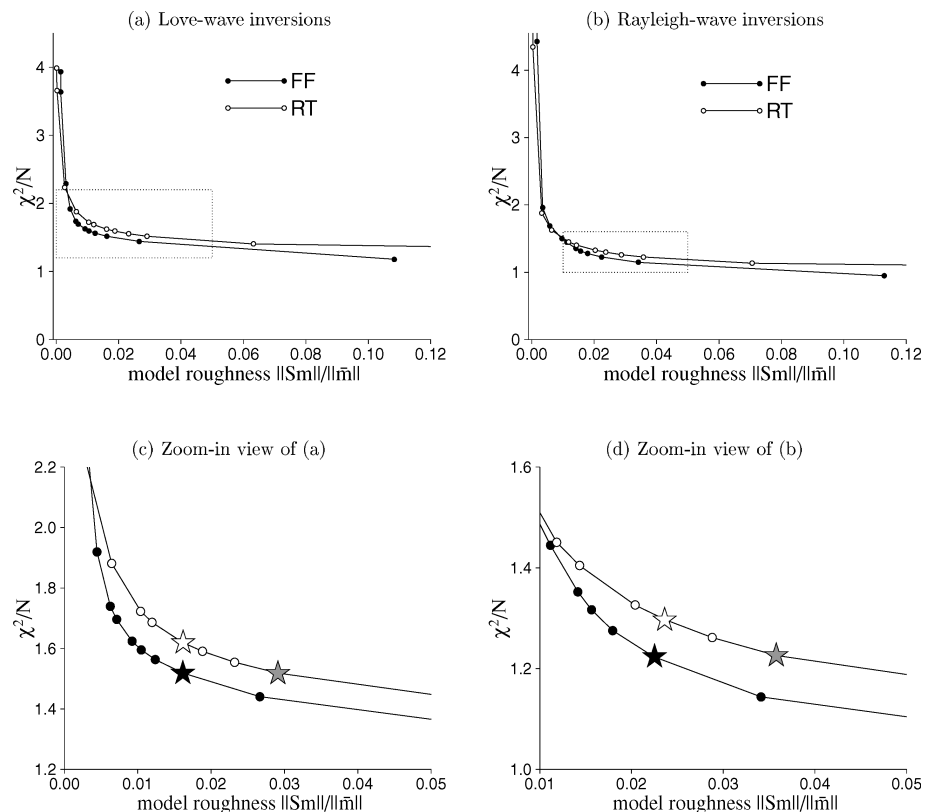 (a) Love-wave inversions
4
3
2
1
0
χ²/N
FF
RT
0.00 0.02 0.04 0.06 0.08 0.10 0.12
model roughness ||Sm||/||m̄||
(b) Rayleigh-wave inversions
4
3
2
1
0
χ²/N
FF
RT
0.00 0.02 0.04 0.06 0.08 0.10 0.12
model roughness ||Sm||/||m̄||
(c) Zoom-in view of (a)
2.2
2.0
1.8
1.6
1.4
1.2
χ²/N
0.00 0.01 0.02 0.03 0.04 0.05
model roughness ||Sm||/||m̄||
(d) Zoom-in view of (b)
1.6
1.4
1.2
1.0
χ²/N
0.01 0.02 0.03 0.04 0.05
model roughness ||Sm||/||m̄||